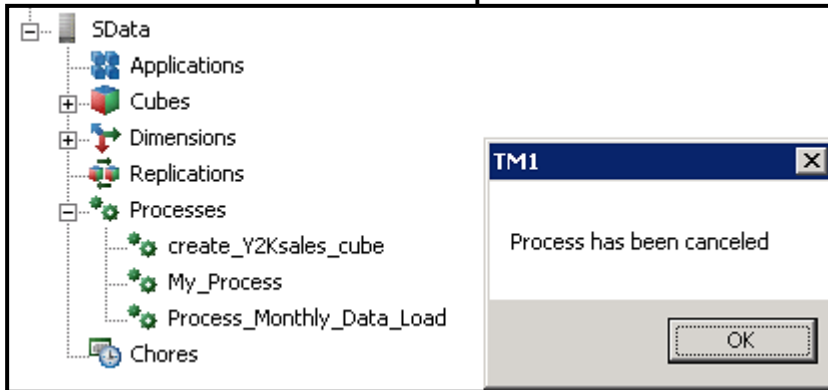 SData
Applications
Cubes
Dimensions
Replications
Processes
create_Y2Ksales_cube
My_Process
Process_Monthly_Data_Load
Chores
TM1
Process has been canceled
OK